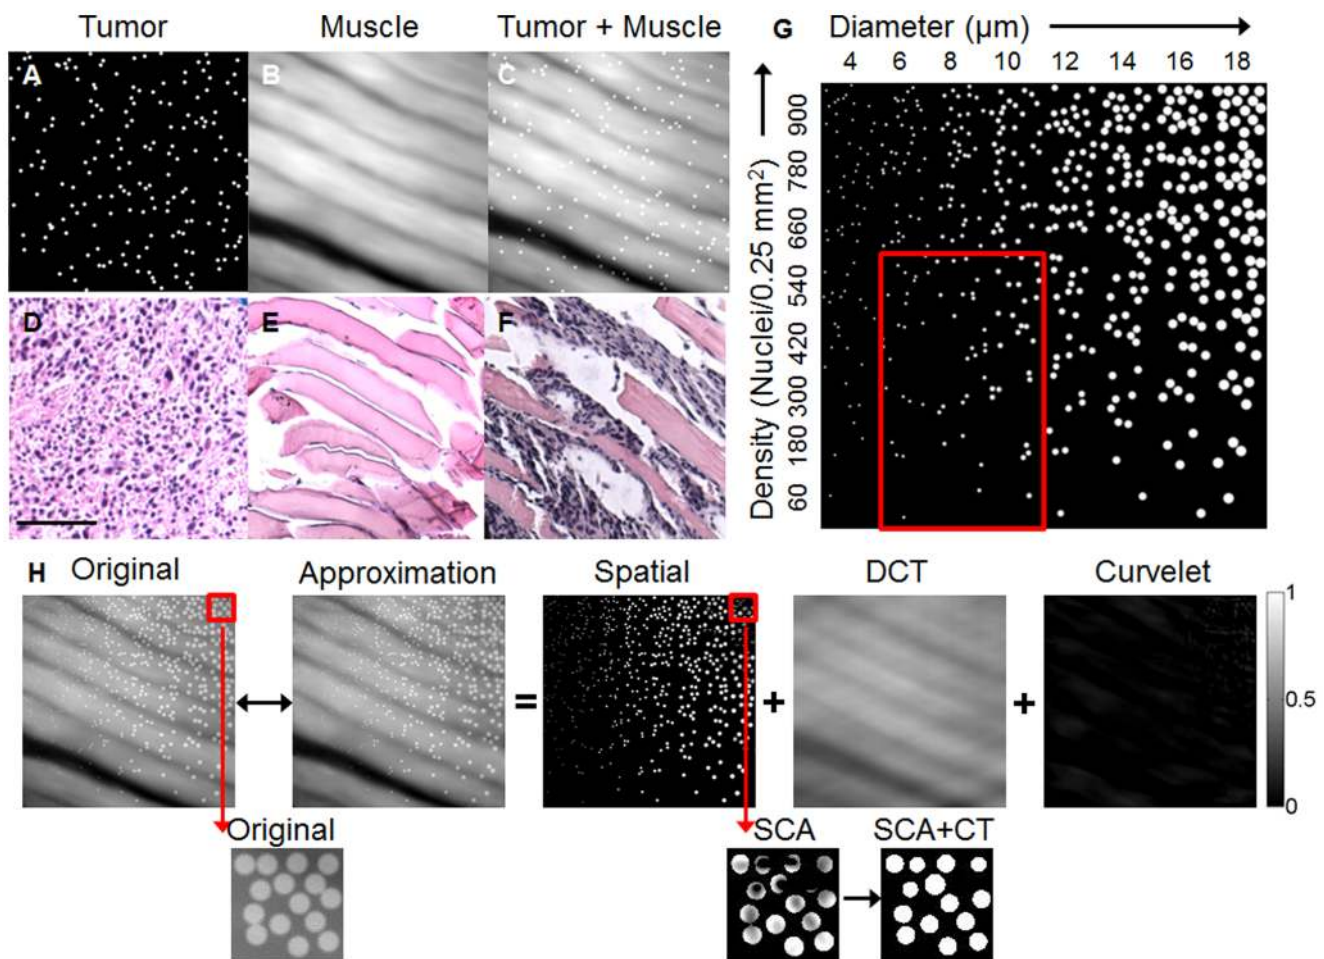 Tumor
Muscle
Tumor + Muscle
G
Diameter (µm)
4 6 8 10 12 14 16 18
A
B
C
D
E
F
Density (Nuclei/0.25 mm²)
60 180 300 420 540 660 780 900
H
Original
Approximation
Spatial
DCT
Curvelet
=
+
+
1
0.5
0
Original
SCA
SCA+CT